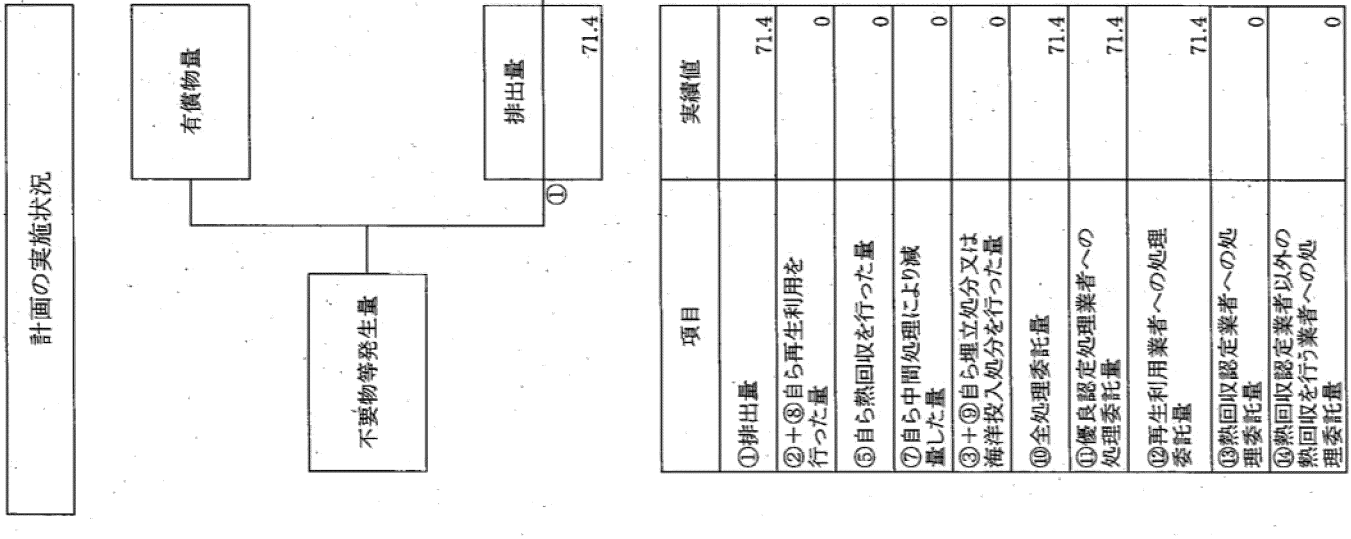 計画の実施状況
有償物量
不要物等発生量
排出量
①
71.4
項目 実績値
①排出量 71.4
②+⑧自ら再生利用を
行った量 0
⑤自ら熱回収を行った量 0
⑦自ら中間処理により減
量した量 0
③+⑨自ら埋立処分又は
海洋投入処分を行った量 0
⑩全処理委託量 71.4
⑪優良認定処理業者への
処理委託量 71.4
⑫再生利用業者への処理
委託量 71.4
⑬熱回収認定業者への処
理委託量 0
⑭熱回収認定業者以外の
熱回収を行う業者への処
理委託量 0